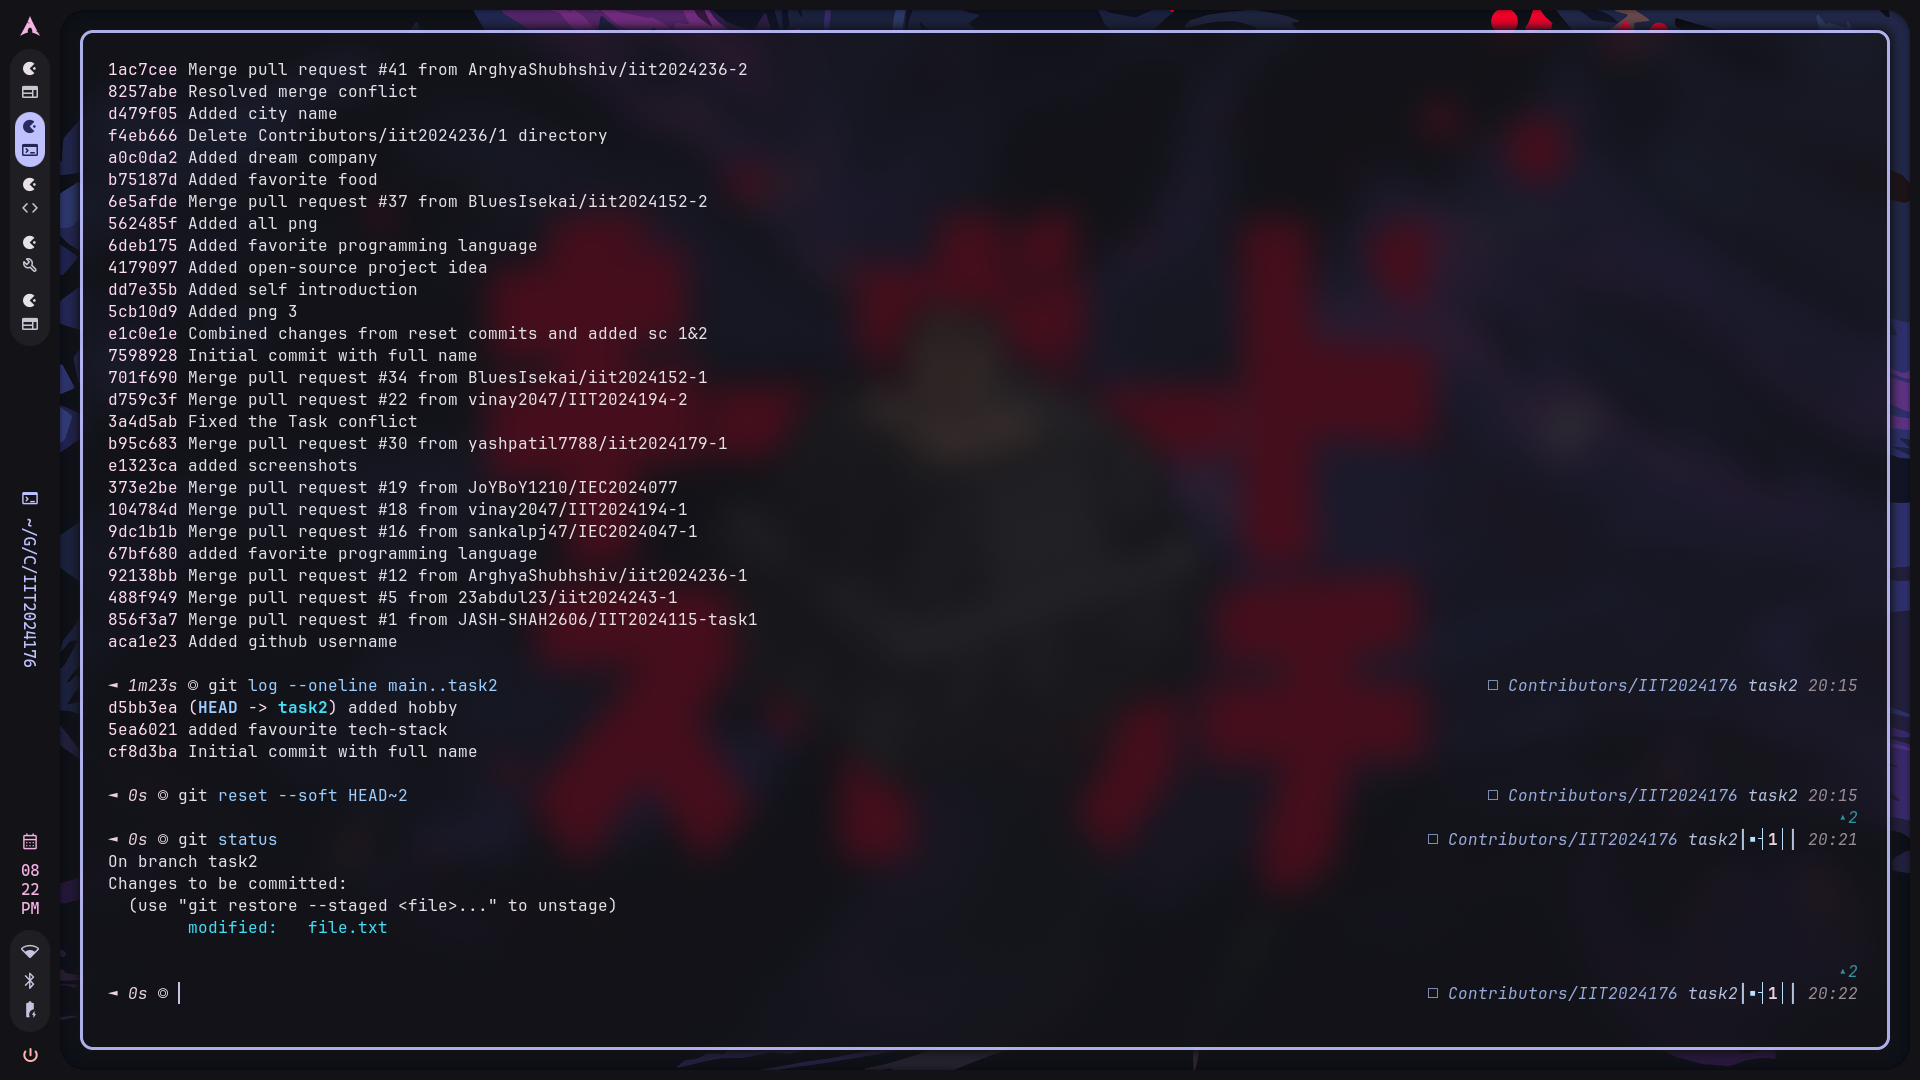 1ac7cee Merge pull request #41 from ArghyaShubhshiv/iit2024236-2
8257abe Resolved merge conflict
d479f05 Added city name
f4eb666 Delete Contributors/iit2024236/1 directory
a0c0da2 Added dream company
b75187d Added favorite food
6e5afde Merge pull request #37 from BluesIsekai/iit2024152-2
562485f Added all png
6deb175 Added favorite programming language
4179097 Added open-source project idea
dd7e35b Added self introduction
5cb10d9 Added png 3
e1c0e1e Combined changes from reset commits and added sc 1&2
7598928 Initial commit with full name
701f690 Merge pull request #34 from BluesIsekai/iit2024152-1
d759c3f Merge pull request #22 from vinay2047/IIT2024194-2
3a4d5ab Fixed the Task conflict
b95c683 Merge pull request #30 from yashpatil7788/iit2024179-1
e1323ca added screenshots
373e2be Merge pull request #19 from JoYBoY1210/IEC2024077
104784d Merge pull request #18 from vinay2047/IIT2024194-1
9dc1b1b Merge pull request #16 from sankalpj47/IEC2024047-1
67bf680 added favorite programming language
92138bb Merge pull request #12 from ArghyaShubhshiv/iit2024236-1
488f949 Merge pull request #5 from 23abdul23/iit2024243-1
856f3a7 Merge pull request #1 from JASH-SHAH2606/IIT2024115-task1
aca1e23 Added github username
◄ 1m23s ◎ git log --oneline main..task2 □ Contributors/IIT2024176 task2 20:15
d5bb3ea (HEAD -> task2) added hobby
5ea6021 added favourite tech-stack
cf8d3ba Initial commit with full name
◄ 0s ◎ git reset --soft HEAD~2 □ Contributors/IIT2024176 task2 20:15
▴2
◄ 0s ◎ git status □ Contributors/IIT2024176 task2│▪┤1││ 20:21
On branch task2
Changes to be committed:
(use "git restore --staged <file>..." to unstage)
modified: file.txt
▴2
◄ 0s ◎ □ Contributors/IIT2024176 task2│▪┤1││ 20:22
~/G/C/IIT2024176
08
22
PM